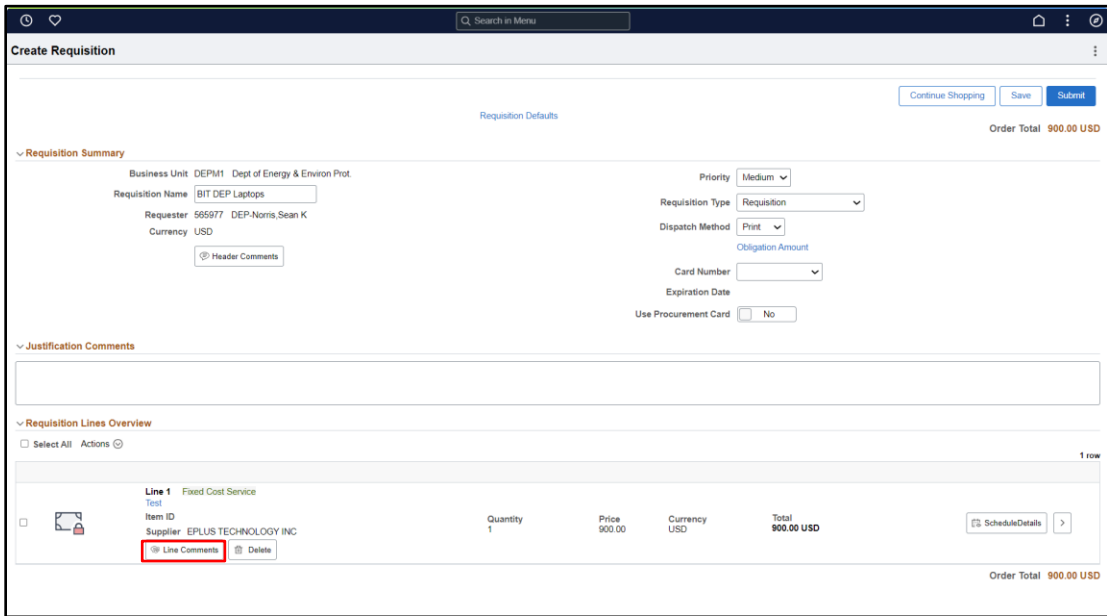 Search in Menu
Create Requisition
Continue Shopping
Save
Submit
Requisition Defaults
Order Total 900.00 USD
Requisition Summary
Business Unit DEPM1 Dept of Energy & Environ Prot.
Requisition Name BIT DEP Laptops
Requester 565977 DEP-Norris,Sean K
Currency USD
Header Comments
Priority Medium
Requisition Type Requisition
Dispatch Method Print
Obligation Amount
Card Number
Expiration Date
Use Procurement Card No
Justification Comments
Requisition Lines Overview
Select All Actions
1 row
Line 1 Fixed Cost Service
Test
Item ID
Supplier EPLUS TECHNOLOGY INC
Line Comments Delete
Quantity
1
Price
900.00
Currency
USD
Total
900.00 USD
ScheduleDetails
Order Total 900.00 USD